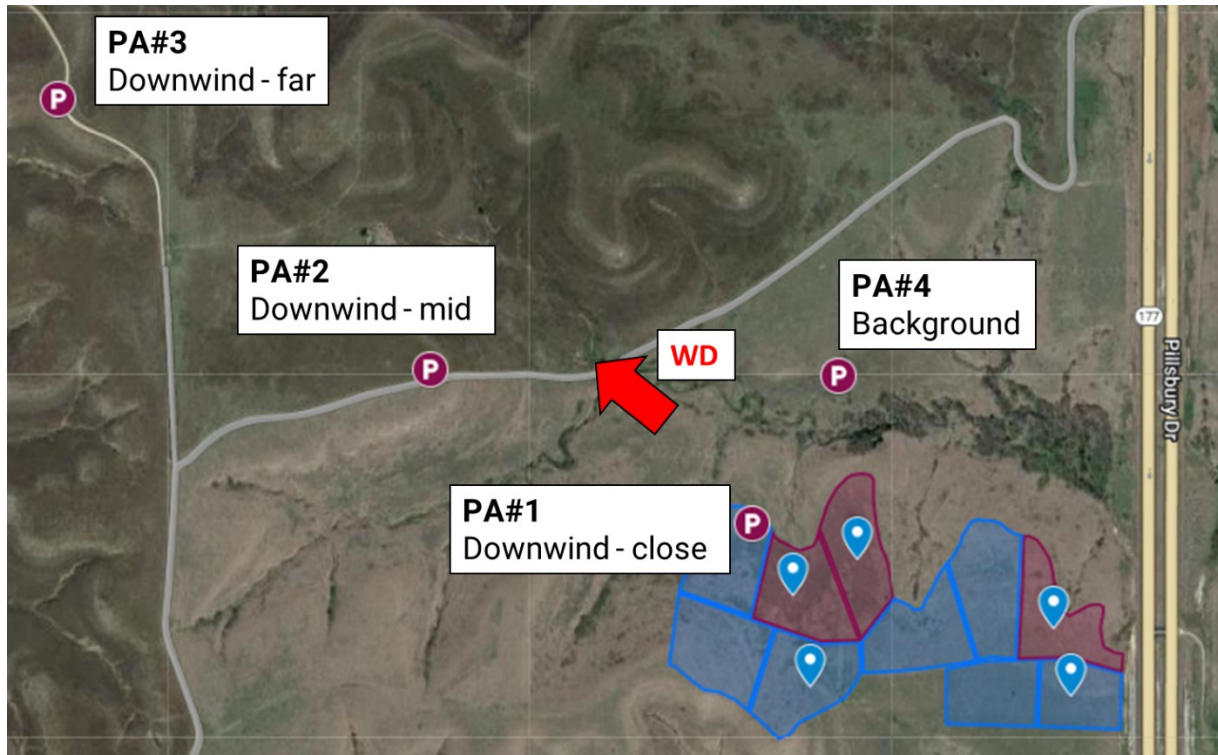 PA#3
Downwind - far
P
PA#2
Downwind - mid
P
WD
PA#4
Background
P
177
Pillsbury Dr
PA#1
Downwind - close
P